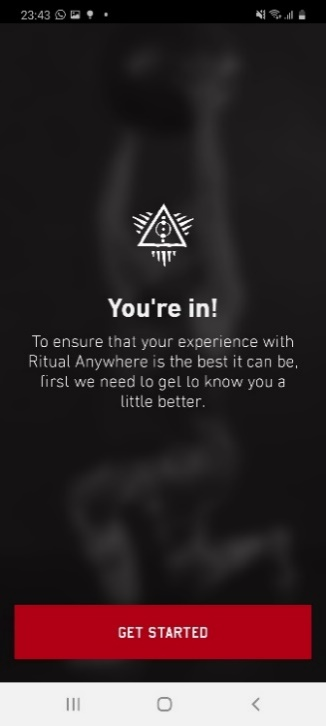 23:43
You're in!
To ensure that your experience with
Ritual Anywhere is the best it can be,
first we need to get to know you a
little better.
GET STARTED